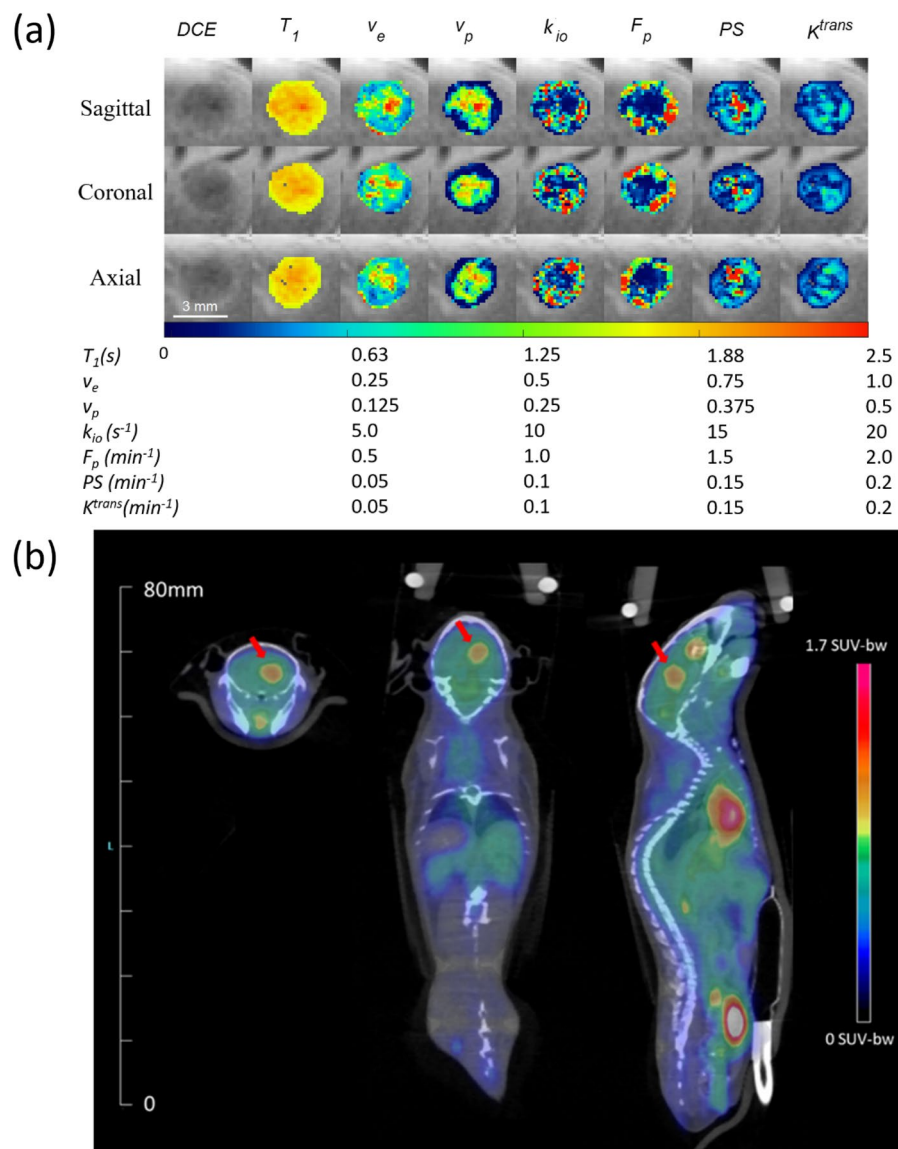 (a)
DCE T1 ve vp kio Fp PS Ktrans
Sagittal
Coronal
Axial
3 mm
0
T1(s) 0.63 1.25 1.88 2.5
ve 0.25 0.5 0.75 1.0
vp 0.125 0.25 0.375 0.5
kio (s-1) 5.0 10 15 20
Fp (min-1) 0.5 1.0 1.5 2.0
PS (min-1) 0.05 0.1 0.15 0.2
Ktrans(min-1) 0.05 0.1 0.15 0.2
(b)
80mm
1.7 SUV-bw
L
0 SUV-bw
0